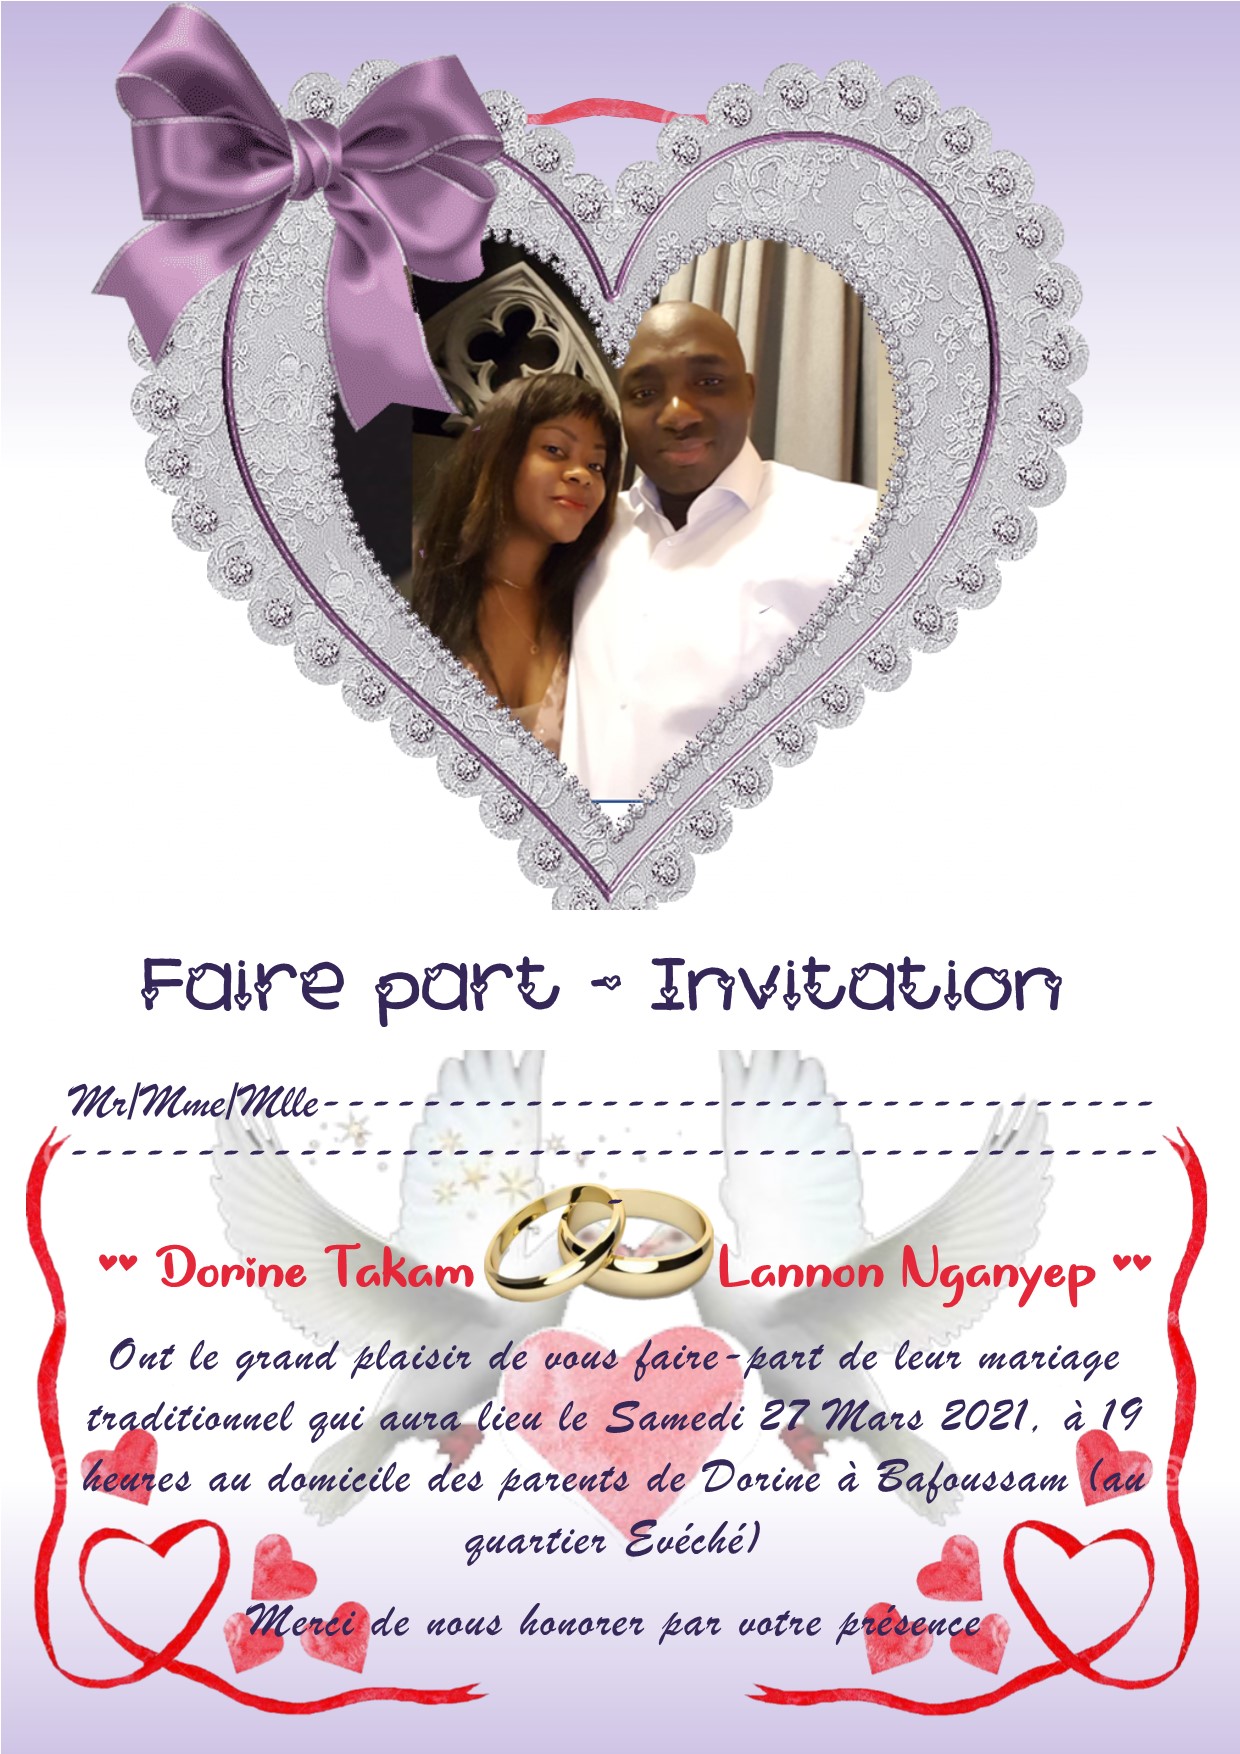 Faire part - Invitation
Mr/Mme/Mlle-----------------------------------
---------------------------------------------
Dorine Takam Lannon Nganyep
Ont le grand plaisir de vous faire-part de leur mariage
traditionnel qui aura lieu le Samedi 27 Mars 2021, à 19
heures au domicile des parents de Dorine à Bafoussam (au
quartier Evéché)
Merci de nous honorer par votre présence